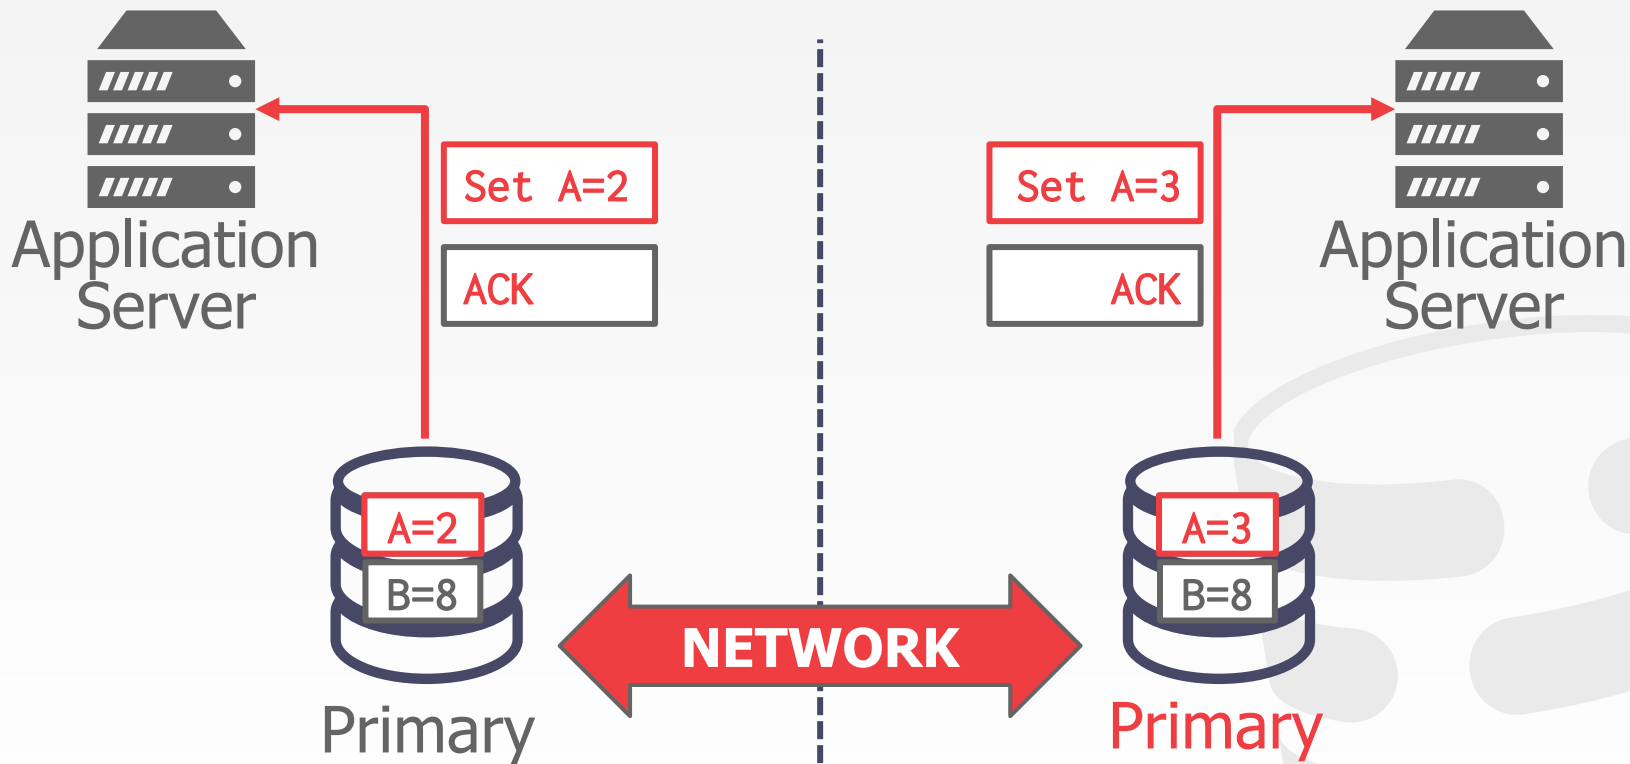 Set A=2
Set A=3
ACK
ACK
Application
Server
Application
Server
A=2
A=3
B=8
B=8
NETWORK
Primary
Primary